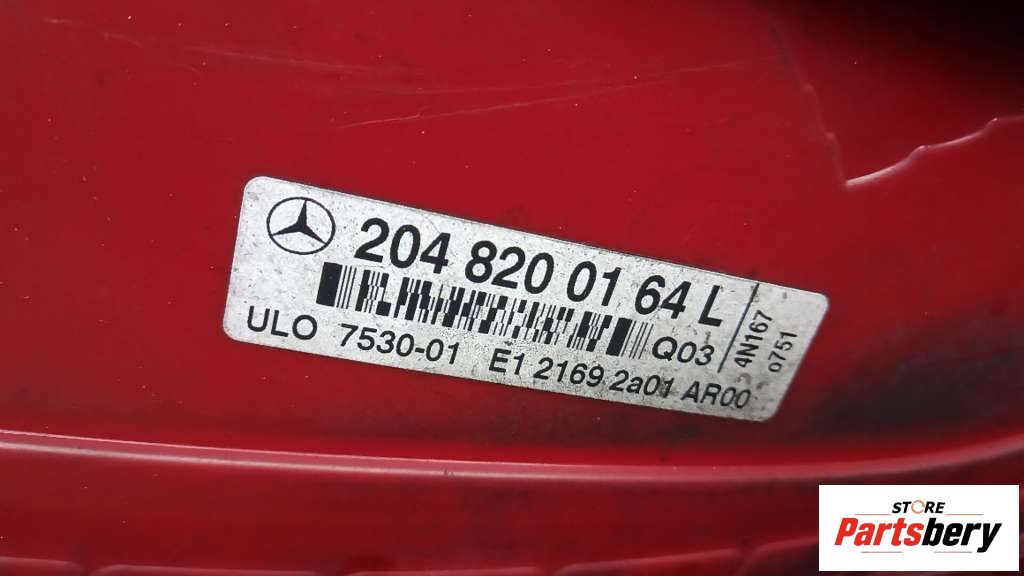 204 820 01 64 L
Q03
ULO 7530-01 E1 2169 2a01 AR00
4N167
0751
STORE
Partsbery